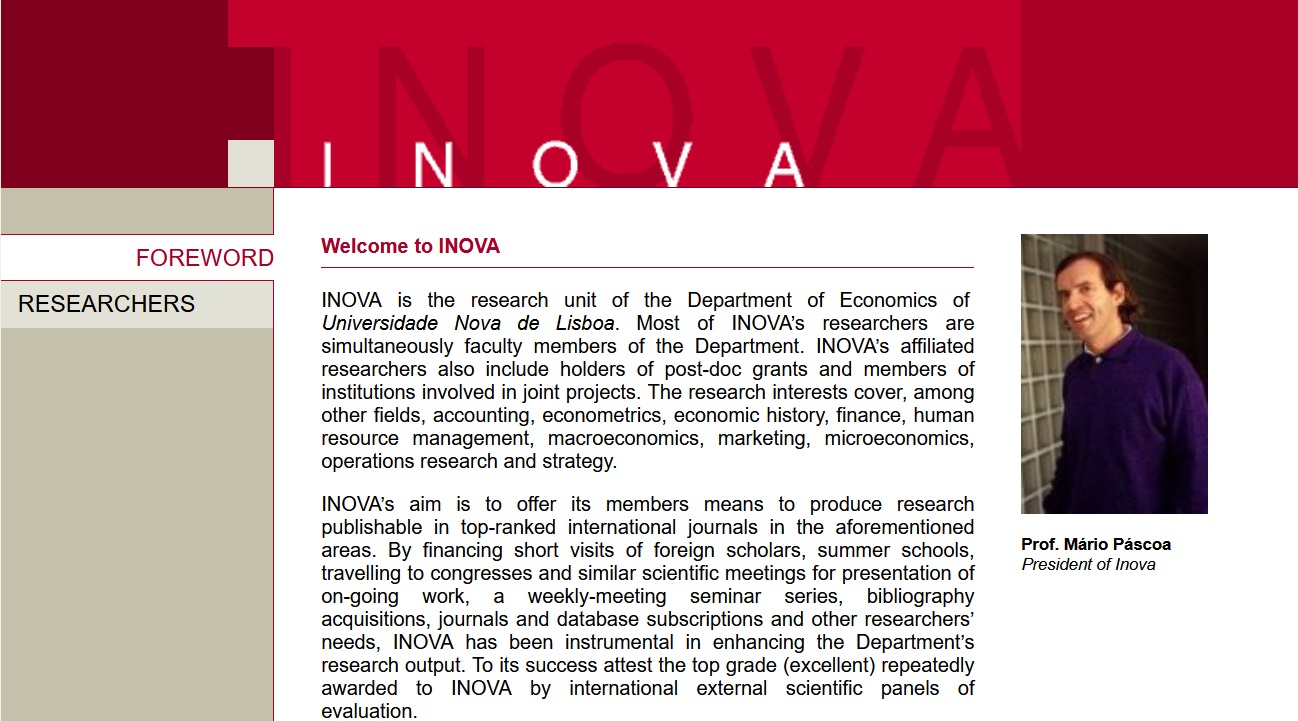 INOVA
I N O V A
FOREWORD
RESEARCHERS
Welcome to INOVA
INOVA is the research unit of the Department of Economics of
Universidade Nova de Lisboa. Most of INOVA’s researchers are
simultaneously faculty members of the Department. INOVA’s affiliated
researchers also include holders of post-doc grants and members of
institutions involved in joint projects. The research interests cover, among
other fields, accounting, econometrics, economic history, finance, human
resource management, macroeconomics, marketing, microeconomics,
operations research and strategy.
INOVA’s aim is to offer its members means to produce research
publishable in top-ranked international journals in the aforementioned
areas. By financing short visits of foreign scholars, summer schools,
travelling to congresses and similar scientific meetings for presentation of
on-going work, a weekly-meeting seminar series, bibliography
acquisitions, journals and database subscriptions and other researchers’
needs, INOVA has been instrumental in enhancing the Department’s
research output. To its success attest the top grade (excellent) repeatedly
awarded to INOVA by international external scientific panels of
evaluation.
Prof. Mário Páscoa
President of Inova